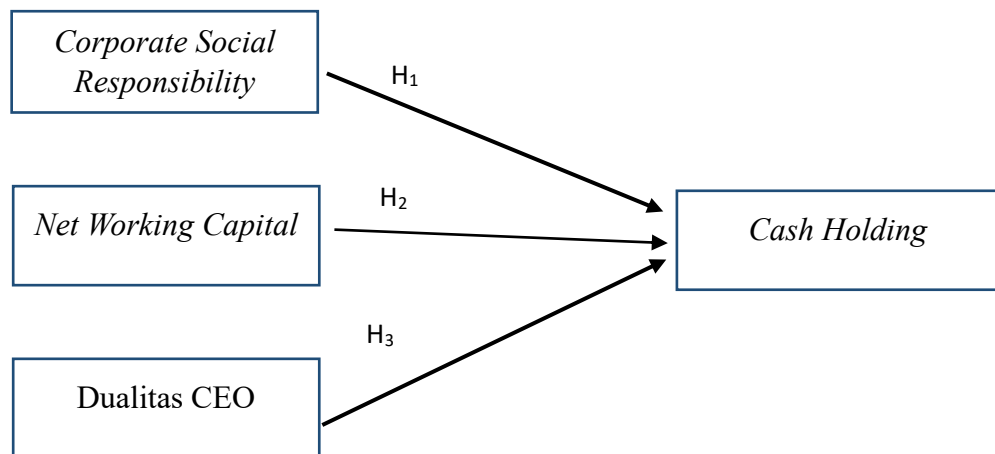 Corporate Social
Responsibility
H₁
Net Working Capital
H₂
Cash Holding
H₃
Dualitas CEO